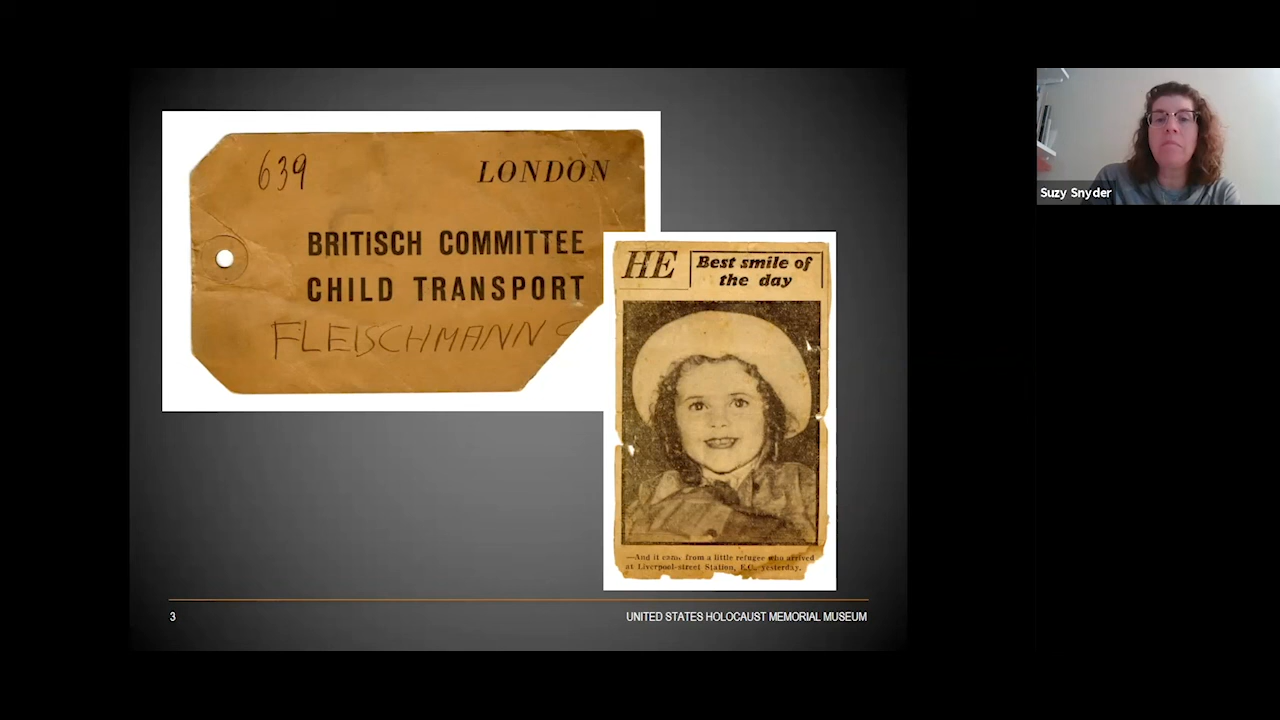 639
LONDON
BRITISCH COMMITTEE
CHILD TRANSPORT
FLEISCHMANN
HE
Best smile of
the day
—And it came from a little refugee who arrived
at Liverpool-street Station, E.C., yesterday.
3
UNITED STATES HOLOCAUST MEMORIAL MUSEUM
Suzy Snyder